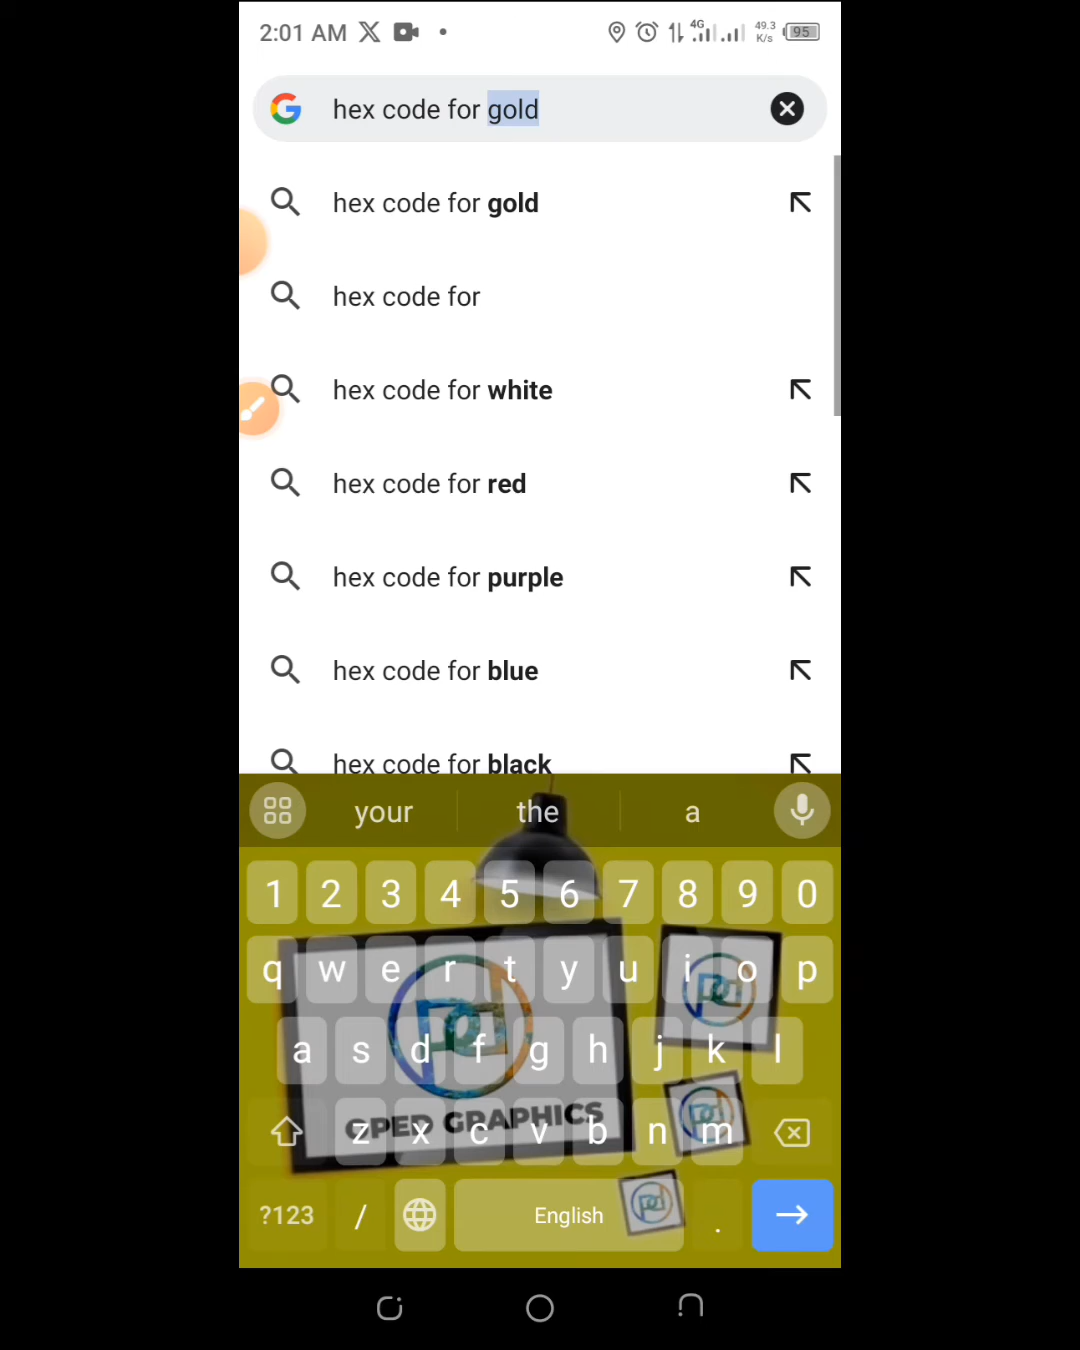 2:01 AM
4G
49.3
K/s
95
hex code for gold
hex code for gold
hex code for
hex code for white
hex code for red
hex code for purple
hex code for blue
hex code for black
your the a
1 2 3 4 5 6 7 8 9 0
q w e r t y u i o p
a s d f g h j k l
GPED GRAPHICS
z x c v b n m
?123 / English .